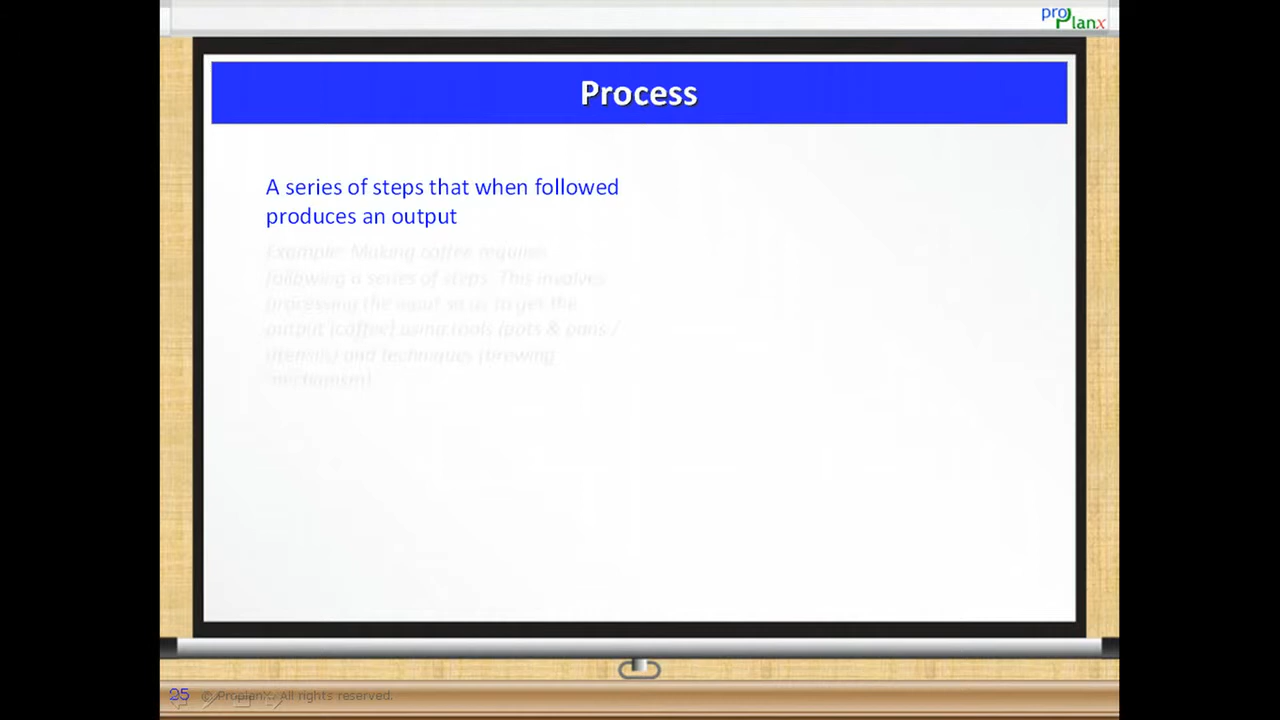 pro
Planx
Process
A series of steps that when followed
produces an output
Example: Making coffee requires
following a series of steps. This involves
processing the input so as to get the
output (coffee) using tools (pots & pans /
utensils) and techniques (brewing
mechanism)
25 © Proplanx. All rights reserved.